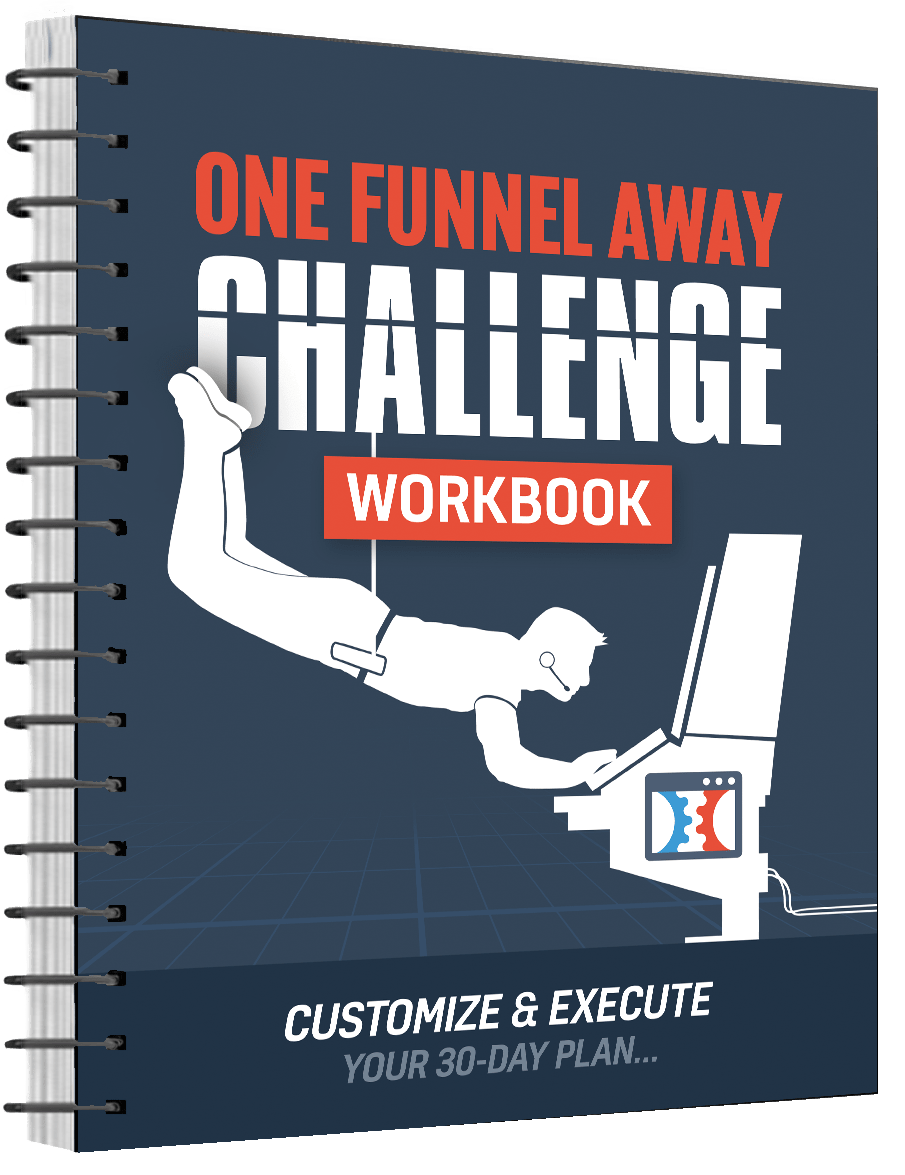 ONE FUNNEL AWAY
CHALLENGE
WORKBOOK
CUSTOMIZE & EXECUTE
YOUR 30-DAY PLAN...